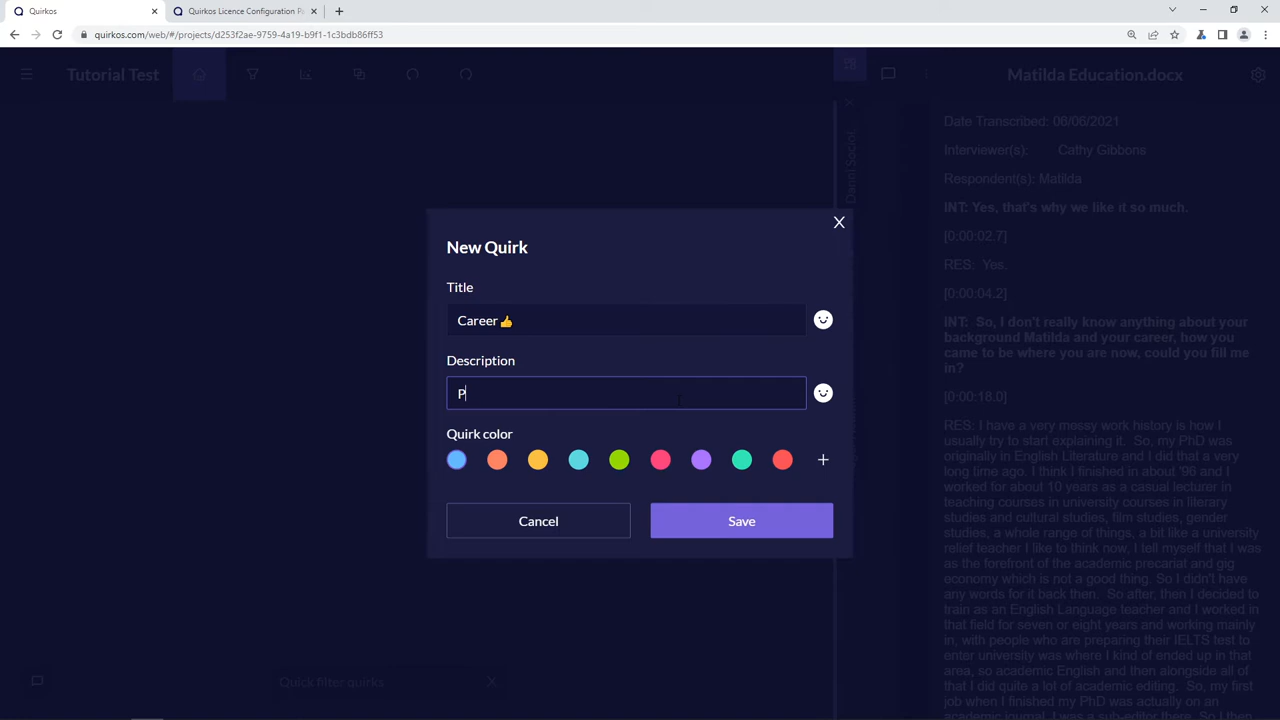 Quirkos
Quirkos Licence Configuration P
quirkos.com/web/#/projects/d253f2ae-9759-4a19-b9f1-1c3bdb86ff53
Tutorial Test
Matilda Education.docx
Date Transcribed: 06/06/2021
Interviewer(s): Cathy Gibbons
Respondent(s): Matilda
INT: Yes, that's why we like it so much.
[0:00:02.7]
RES: Yes.
[0:00:04.2]
INT: So, I don't really know anything about your
background Matilda and your career, how you
came to be where you are now, could you fill me
in?
[0:00:18.0]
RES: I have a very messy work history is how I
usually try to start explaining it. So, my PhD was
originally in English Literature and I did that a very
long time ago. I think I finished in about '96 and I
worked for about 10 years as a casual lecturer in
teaching courses in university courses in literary
studies and cultural studies, film studies, gender
studies, a whole range of things, a bit like a university
relief teacher I like to think now, I tell myself that I was
as the forefront of the academic precariat and gig
economy which is not a good thing. So I didn't have
any words for it back then. So after, then I decided to
train as an English Language teacher and I worked in
that field for seven or eight years and working mainly
in, with people who are preparing their IELTS test to
enter university was where I kind of ended up in that
area, so academic English and then alongside all of
that I did quite a lot of academic editing. So, my first
job when I finished my PhD was actually on an
academic journal, I was a sub-editor there. So I then
New Quirk
Title
Career👍
Description
P
Quirk color
Cancel
Save
Quick filter quirks